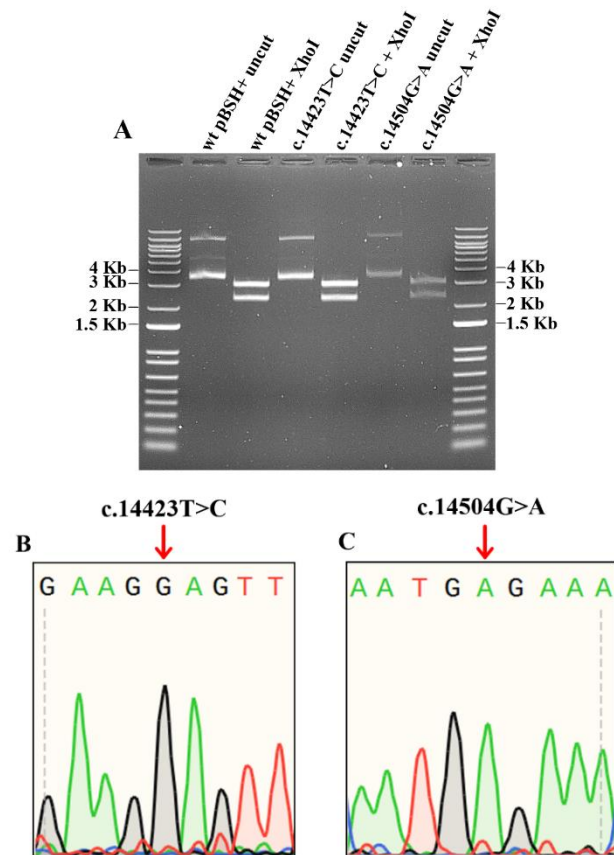 wt pBSH+ uncut
wt pBSH+ XhoI
c.14423T>C uncut
c.14423T>C + XhoI
c.14504G>A uncut
c.14504G>A + XhoI
A
4 Kb
3 Kb
2 Kb
1.5 Kb
4 Kb
3 Kb
2 Kb
1.5 Kb
c.14423T>C
B
G A A G G A G T T
c.14504G>A
C
A A T G A G A A A